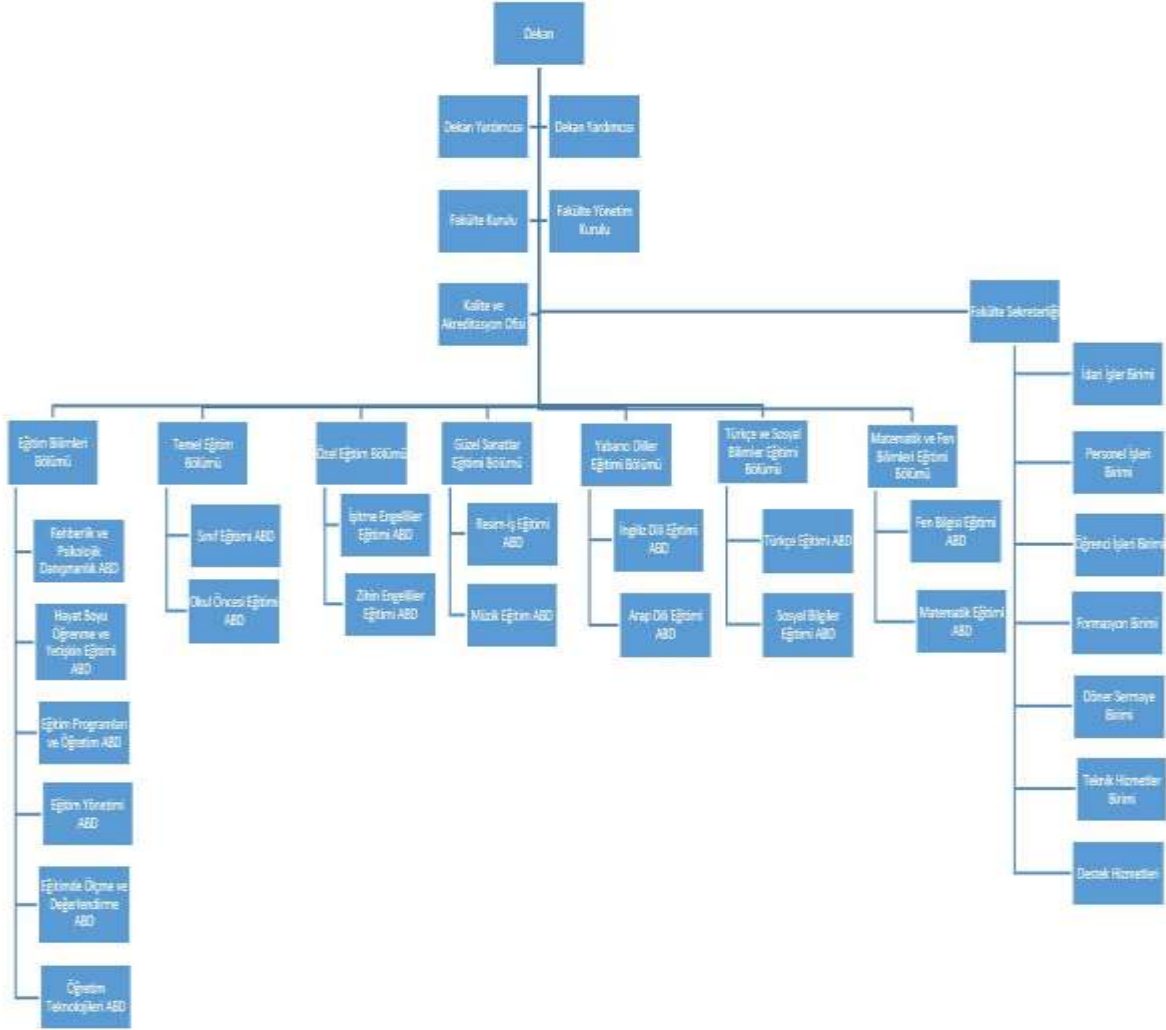 Dekan
Dekan Yardımcısı
Dekan Yardımcısı
Fakülte Kurulu
Fakülte Yönetim
Kurulu
Kalite ve
Akreditasyon Ofisi
Fakülte Sekreterliği
İdari İşler Birimi
Personel İşleri
Birimi
Öğrenci İşleri Birimi
Formasyon Birimi
Döner Sermaye
Birimi
Teknik Hizmetler
Birimi
Destek Hizmetleri
Eğitim Bilimleri
Bölümü
Rehberlik ve
Psikolojik
Danışmanlık ABD
Hayat Boyu
Öğrenme ve
Yetişkin Eğitimi
ABD
Eğitim Programları
ve Öğretim ABD
Eğitim Yönetimi
ABD
Eğitimde Ölçme ve
Değerlendirme
ABD
Öğretim
Teknolojileri ABD
Temel Eğitim
Bölümü
Sınıf Eğitimi ABD
Okul Öncesi Eğitimi
ABD
Özel Eğitim Bölümü
İşitme Engelliler
Eğitimi ABD
Zihin Engelliler
Eğitimi ABD
Güzel Sanatlar
Eğitimi Bölümü
Resim-İş Eğitimi
ABD
Müzik Eğitim ABD
Yabancı Diller
Eğitimi Bölümü
İngiliz Dili Eğitimi
ABD
Arap Dili Eğitimi
ABD
Türkçe ve Sosyal
Bilimler Eğitimi
Bölümü
Türkçe Eğitimi ABD
Sosyal Bilgiler
Eğitimi ABD
Matematik ve Fen
Bilimleri Eğitimi
Bölümü
Fen Bilgisi Eğitimi
ABD
Matematik Eğitimi
ABD